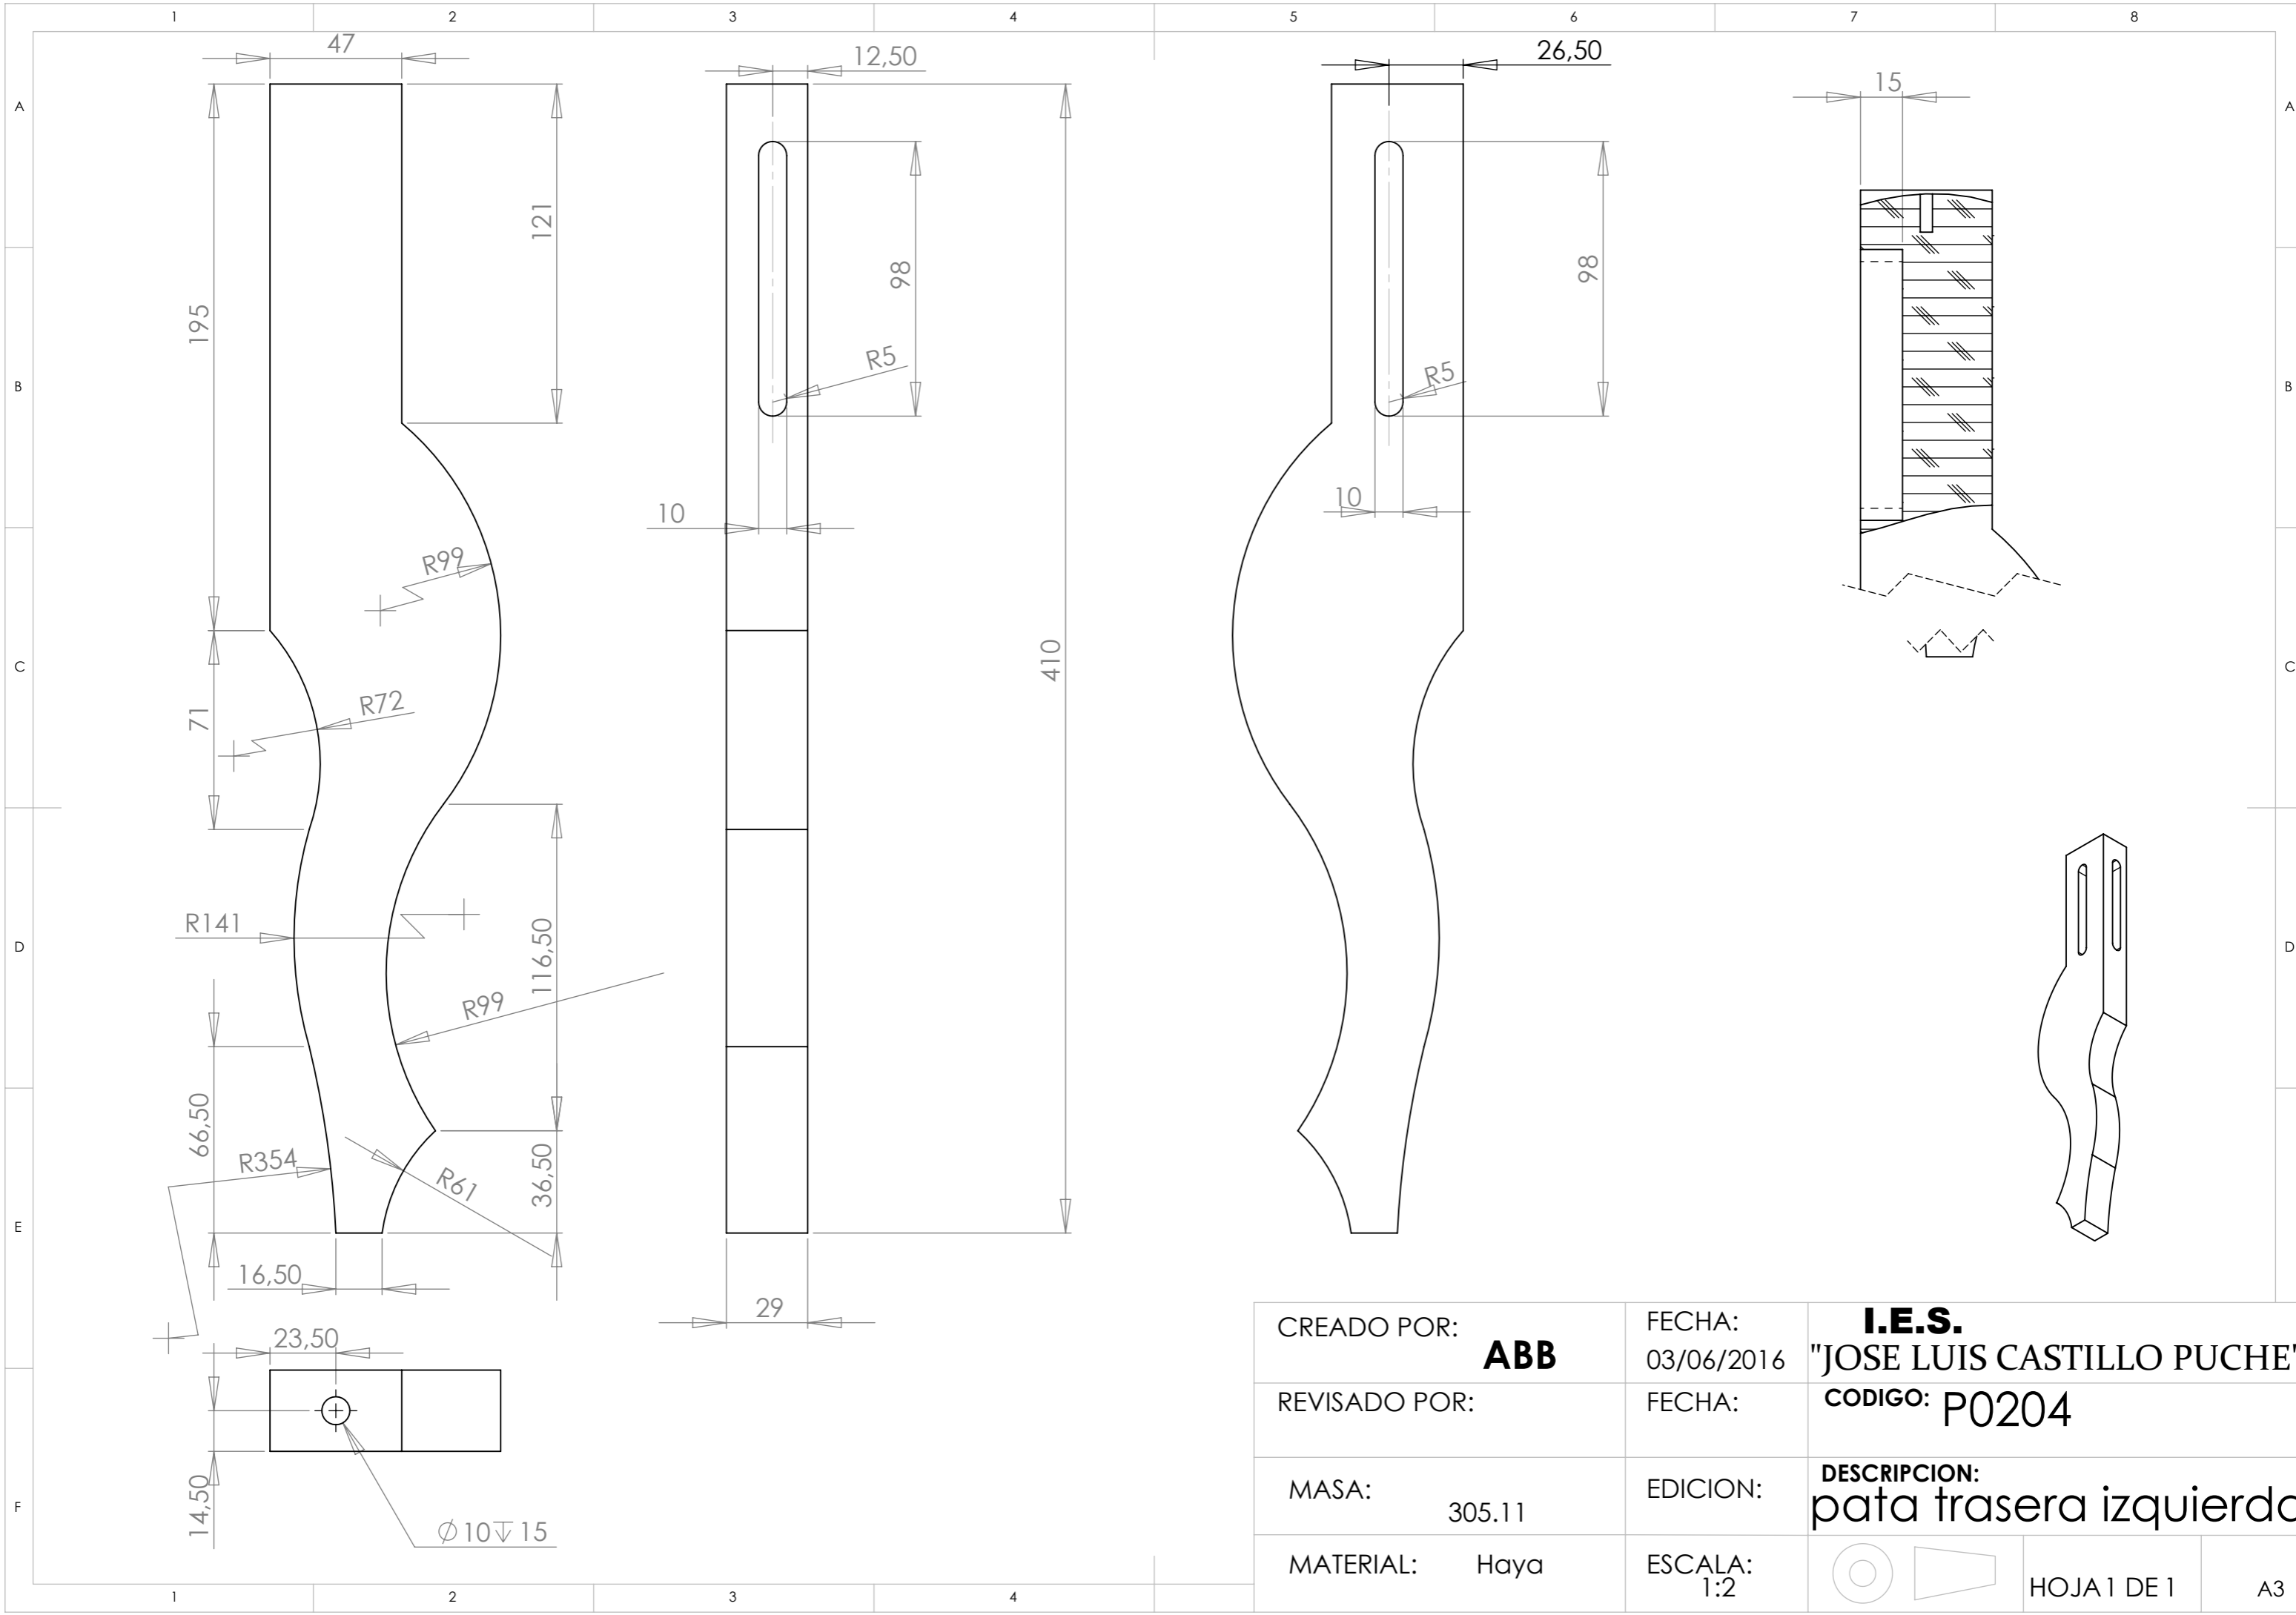 1 2 3 4 5 6 7 8
A A
B B
C C
D D
E
F
47
12,50
26,50
15
195
121
98
98
R5
R5
10
10
R99
410
R72
71
R141
116,50
R99
66,50
R354
R61
36,50
16,50
29
23,50
14,50
∅10↧15
CREADO POR: ABB
FECHA: 03/06/2016
I.E.S.
"JOSE LUIS CASTILLO PUCHE"
REVISADO POR:
FECHA:
CODIGO: P0204
MASA: 305.11
EDICION:
DESCRIPCION:
pata trasera izquierda
MATERIAL: Haya
ESCALA:
1:2
HOJA 1 DE 1
A3
1 2 3 4